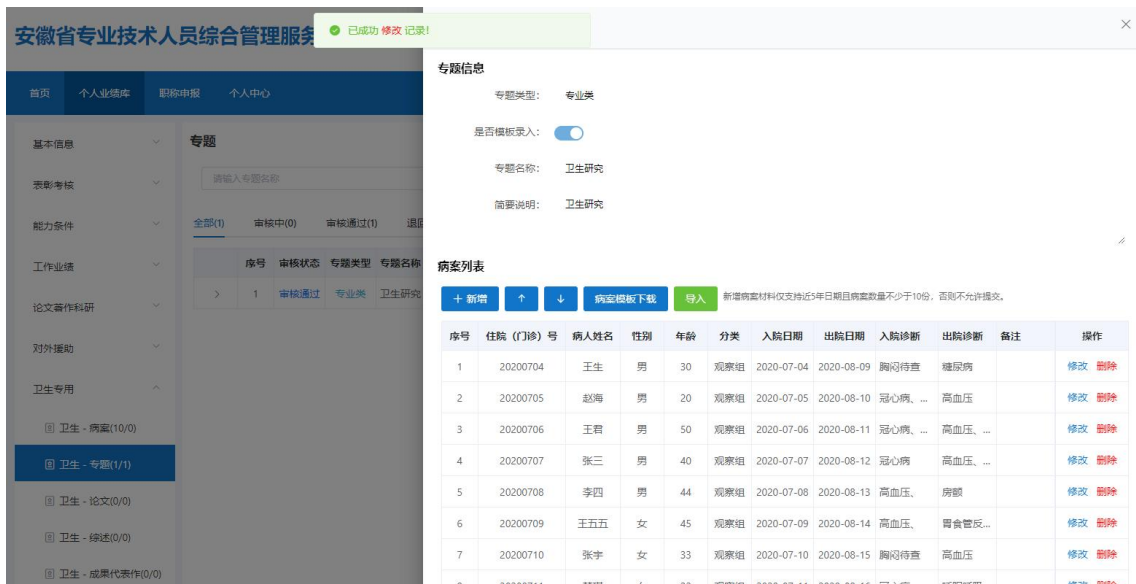 安徽省专业技术人员综合管理服务
已成功 修改 记录!
首页 个人业绩库 职称申报 个人中心
基本信息
表彰考核
能力条件
工作业绩
论文著作科研
对外援助
卫生专用
卫生 - 病案(10/0)
卫生 - 专题(1/1)
卫生 - 论文(0/0)
卫生 - 综述(0/0)
卫生 - 成果代表作(0/0)
专题
请输入专题名称
全部(1) 审核中(0) 审核通过(1) 退回
序号 审核状态 专题类型 专题名称
1 审核通过 专业类 卫生研究
专题信息
专题类型: 专业类
是否模板录入:
专题名称: 卫生研究
简要说明: 卫生研究
病案列表
+ 新增 ↑ ↓ 病案模板下载 导入 新增病案材料仅支持近5年日期且病案数量不少于10份，否则不允许提交。
序号 住院（门诊）号 病人姓名 性别 年龄 分类 入院日期 出院日期 入院诊断 出院诊断 备注 操作
1 20200704 王生 男 30 观察组 2020-07-04 2020-08-09 胸闷待查 糖尿病 修改 删除
2 20200705 赵海 男 20 观察组 2020-07-05 2020-08-10 冠心病、... 高血压 修改 删除
3 20200706 王君 男 50 观察组 2020-07-06 2020-08-11 冠心病、... 高血压、... 修改 删除
4 20200707 张三 男 40 观察组 2020-07-07 2020-08-12 冠心病 高血压、... 修改 删除
5 20200708 李四 男 44 观察组 2020-07-08 2020-08-13 高血压、 房颤 修改 删除
6 20200709 王五五 女 45 观察组 2020-07-09 2020-08-14 高血压、 胃食管反... 修改 删除
7 20200710 张宇 女 33 观察组 2020-07-10 2020-08-15 胸闷待查 高血压 修改 删除